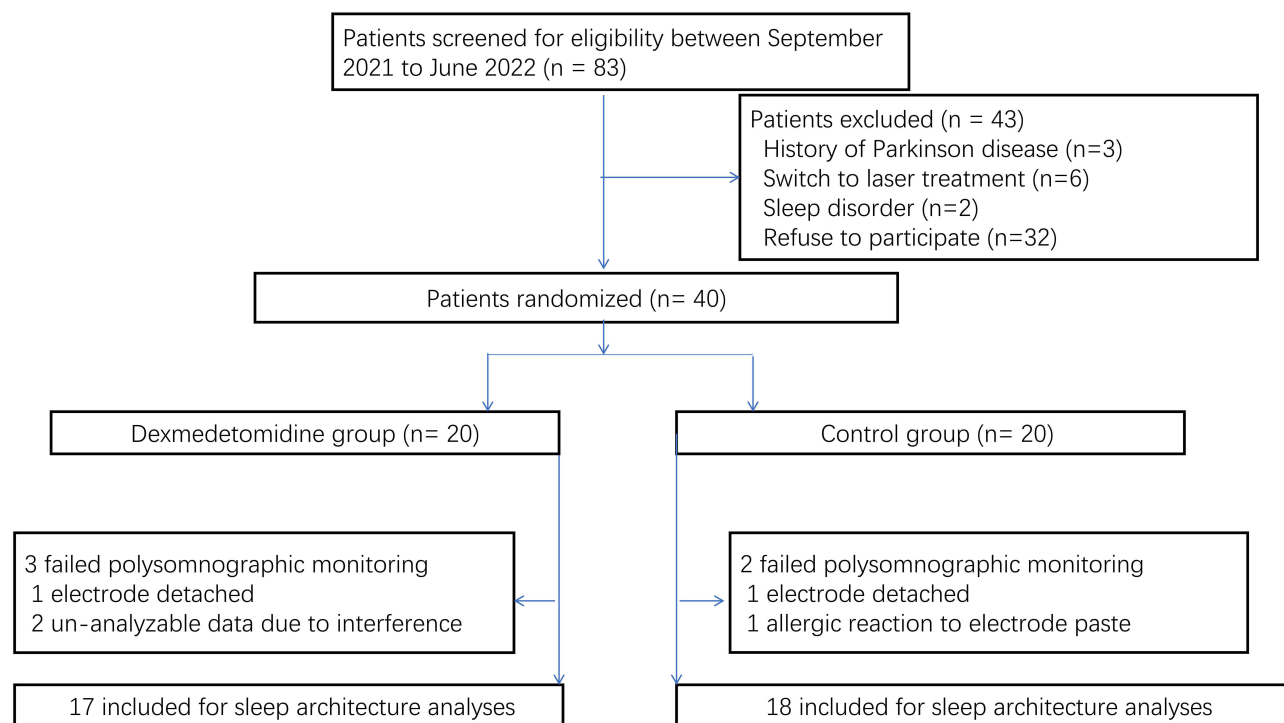 Patients screened for eligibility between September
2021 to June 2022 (n = 83)
Patients excluded (n = 43)
History of Parkinson disease (n=3)
Switch to laser treatment (n=6)
Sleep disorder (n=2)
Refuse to participate (n=32)
Patients randomized (n= 40)
Dexmedetomidine group (n= 20)
Control group (n= 20)
3 failed polysomnographic monitoring
1 electrode detached
2 un-analyzable data due to interference
2 failed polysomnographic monitoring
1 electrode detached
1 allergic reaction to electrode paste
17 included for sleep architecture analyses
18 included for sleep architecture analyses